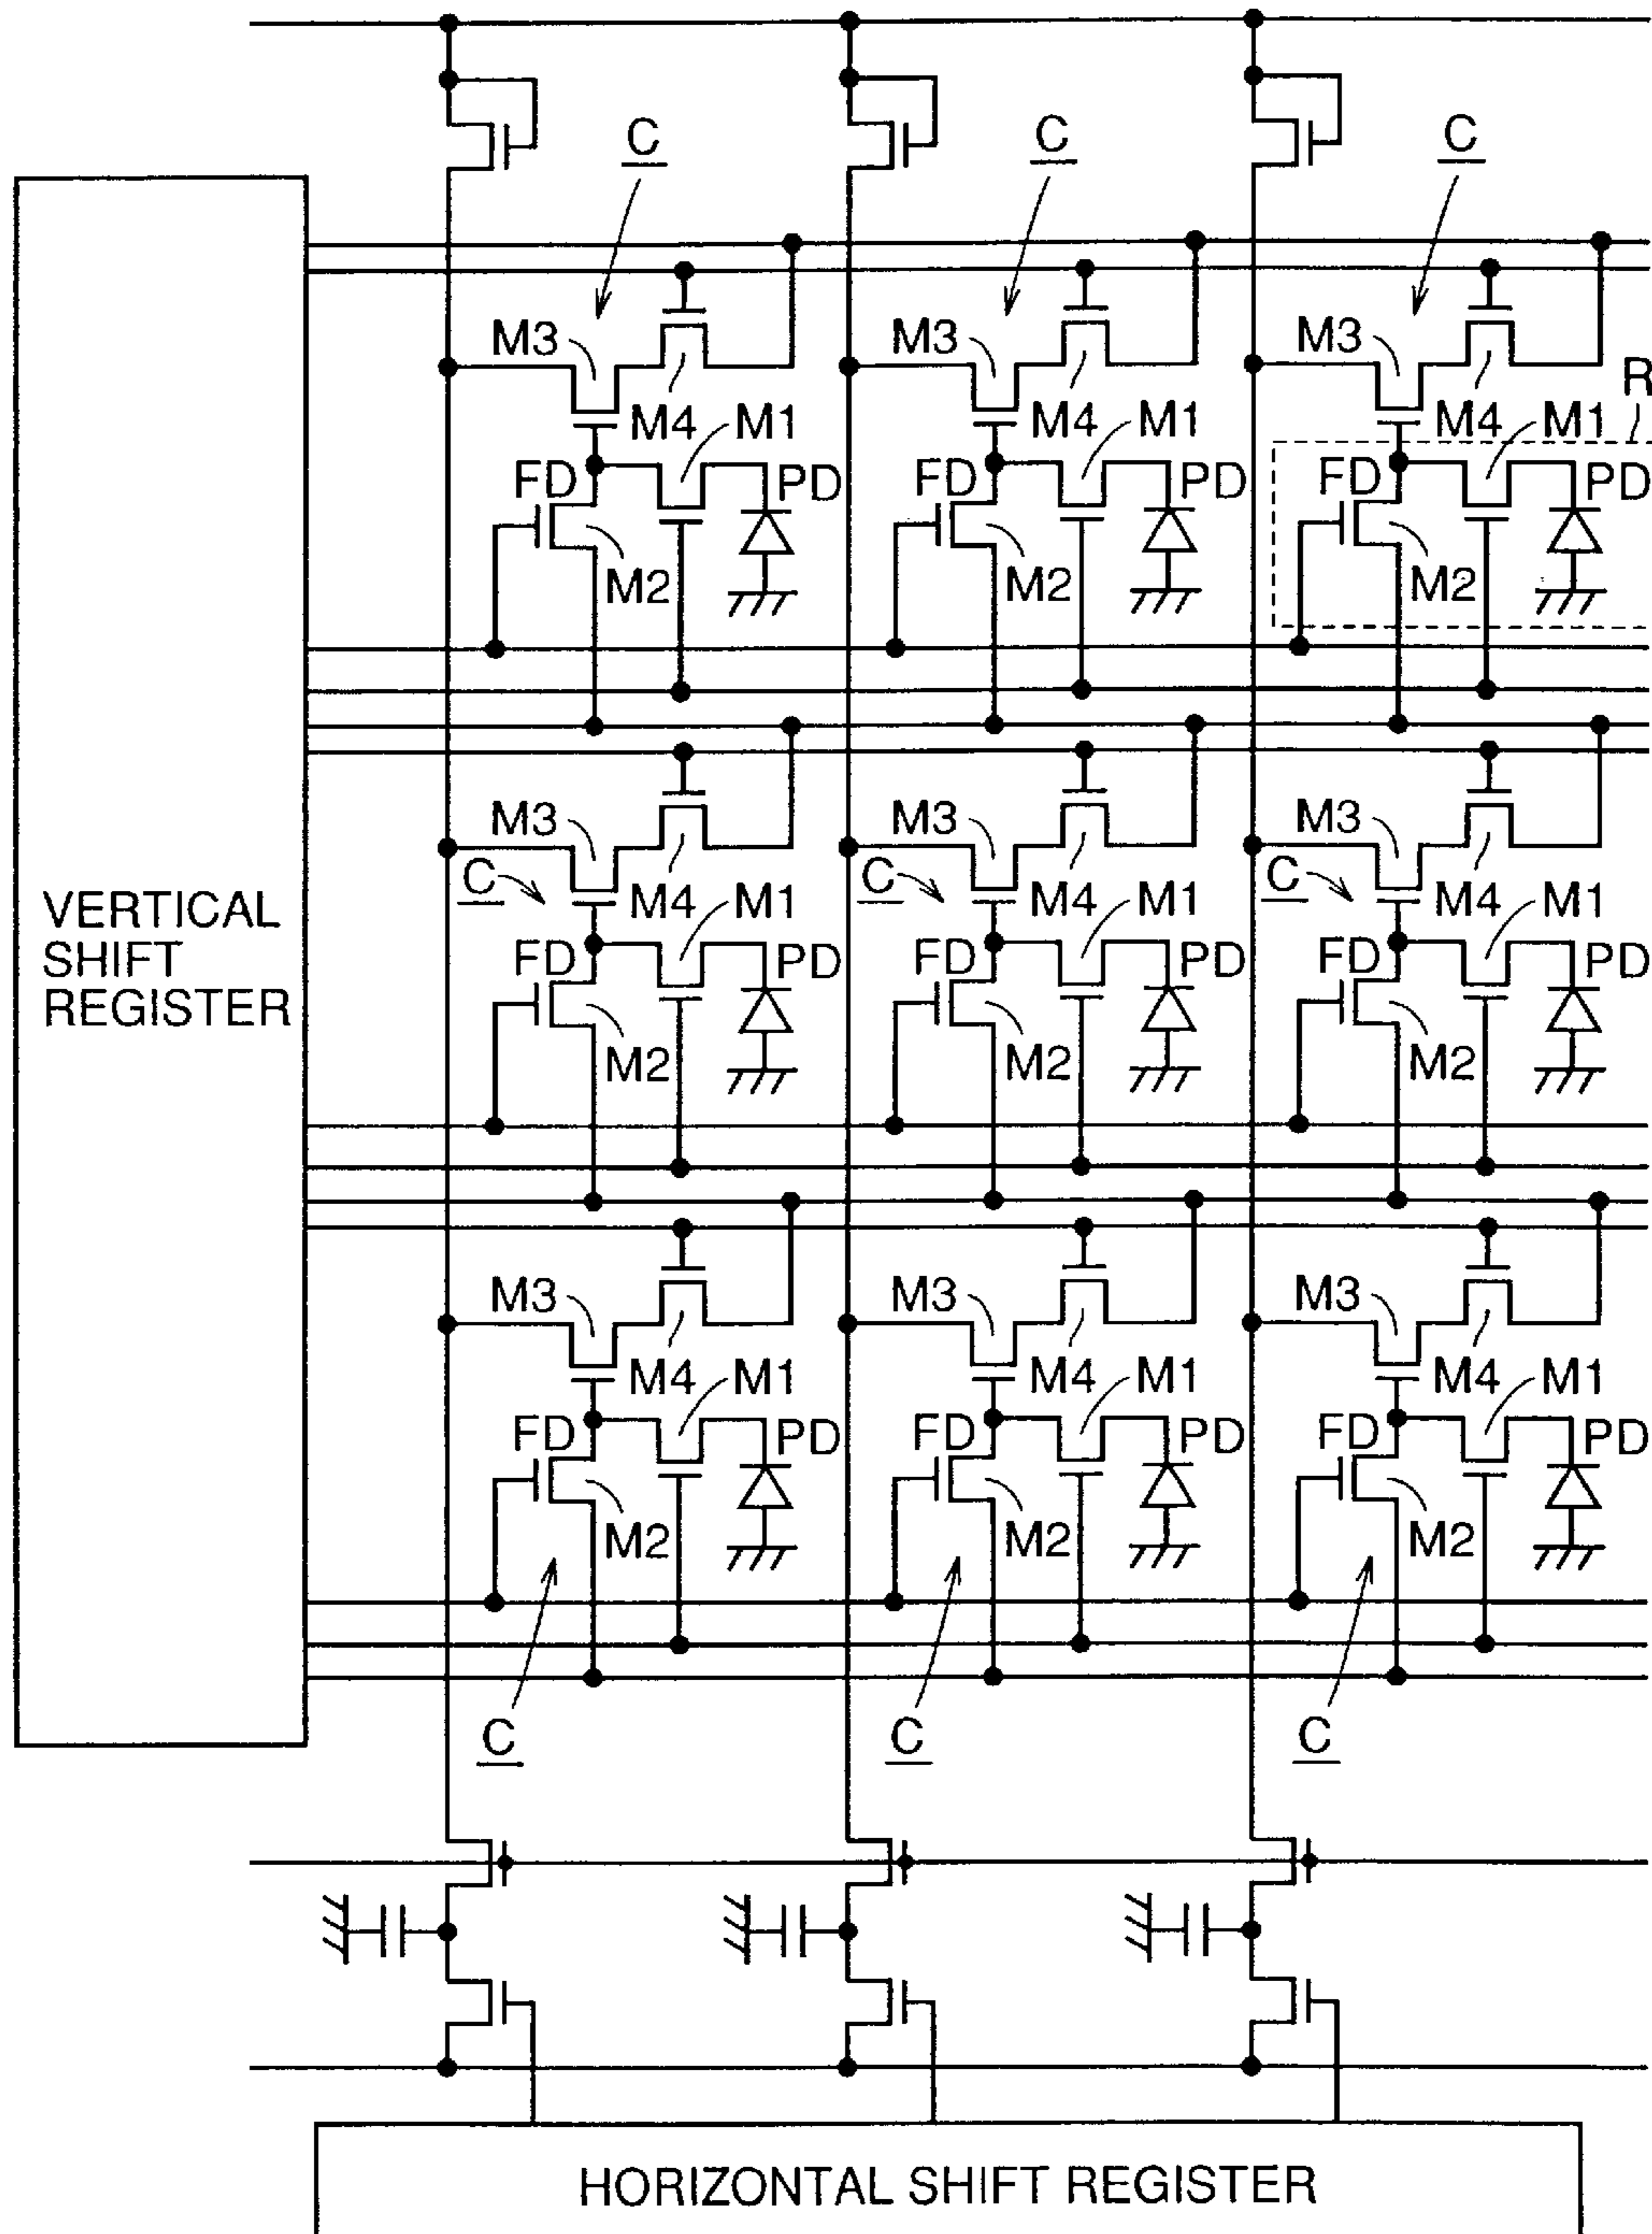 C C C
M3 M3 M3
R
M4 M1 M4 M1 M4 M1
FD PD FD PD FD PD
M2 M2 M2
M3 M3 M3
C C C
M4 M1 M4 M1 M4 M1
VERTICAL
SHIFT
REGISTER
FD PD FD PD FD PD
M2 M2 M2
M3 M3 M3
M4 M1 M4 M1 M4 M1
FD PD FD PD FD PD
M2 M2 M2
C C C
HORIZONTAL SHIFT REGISTER